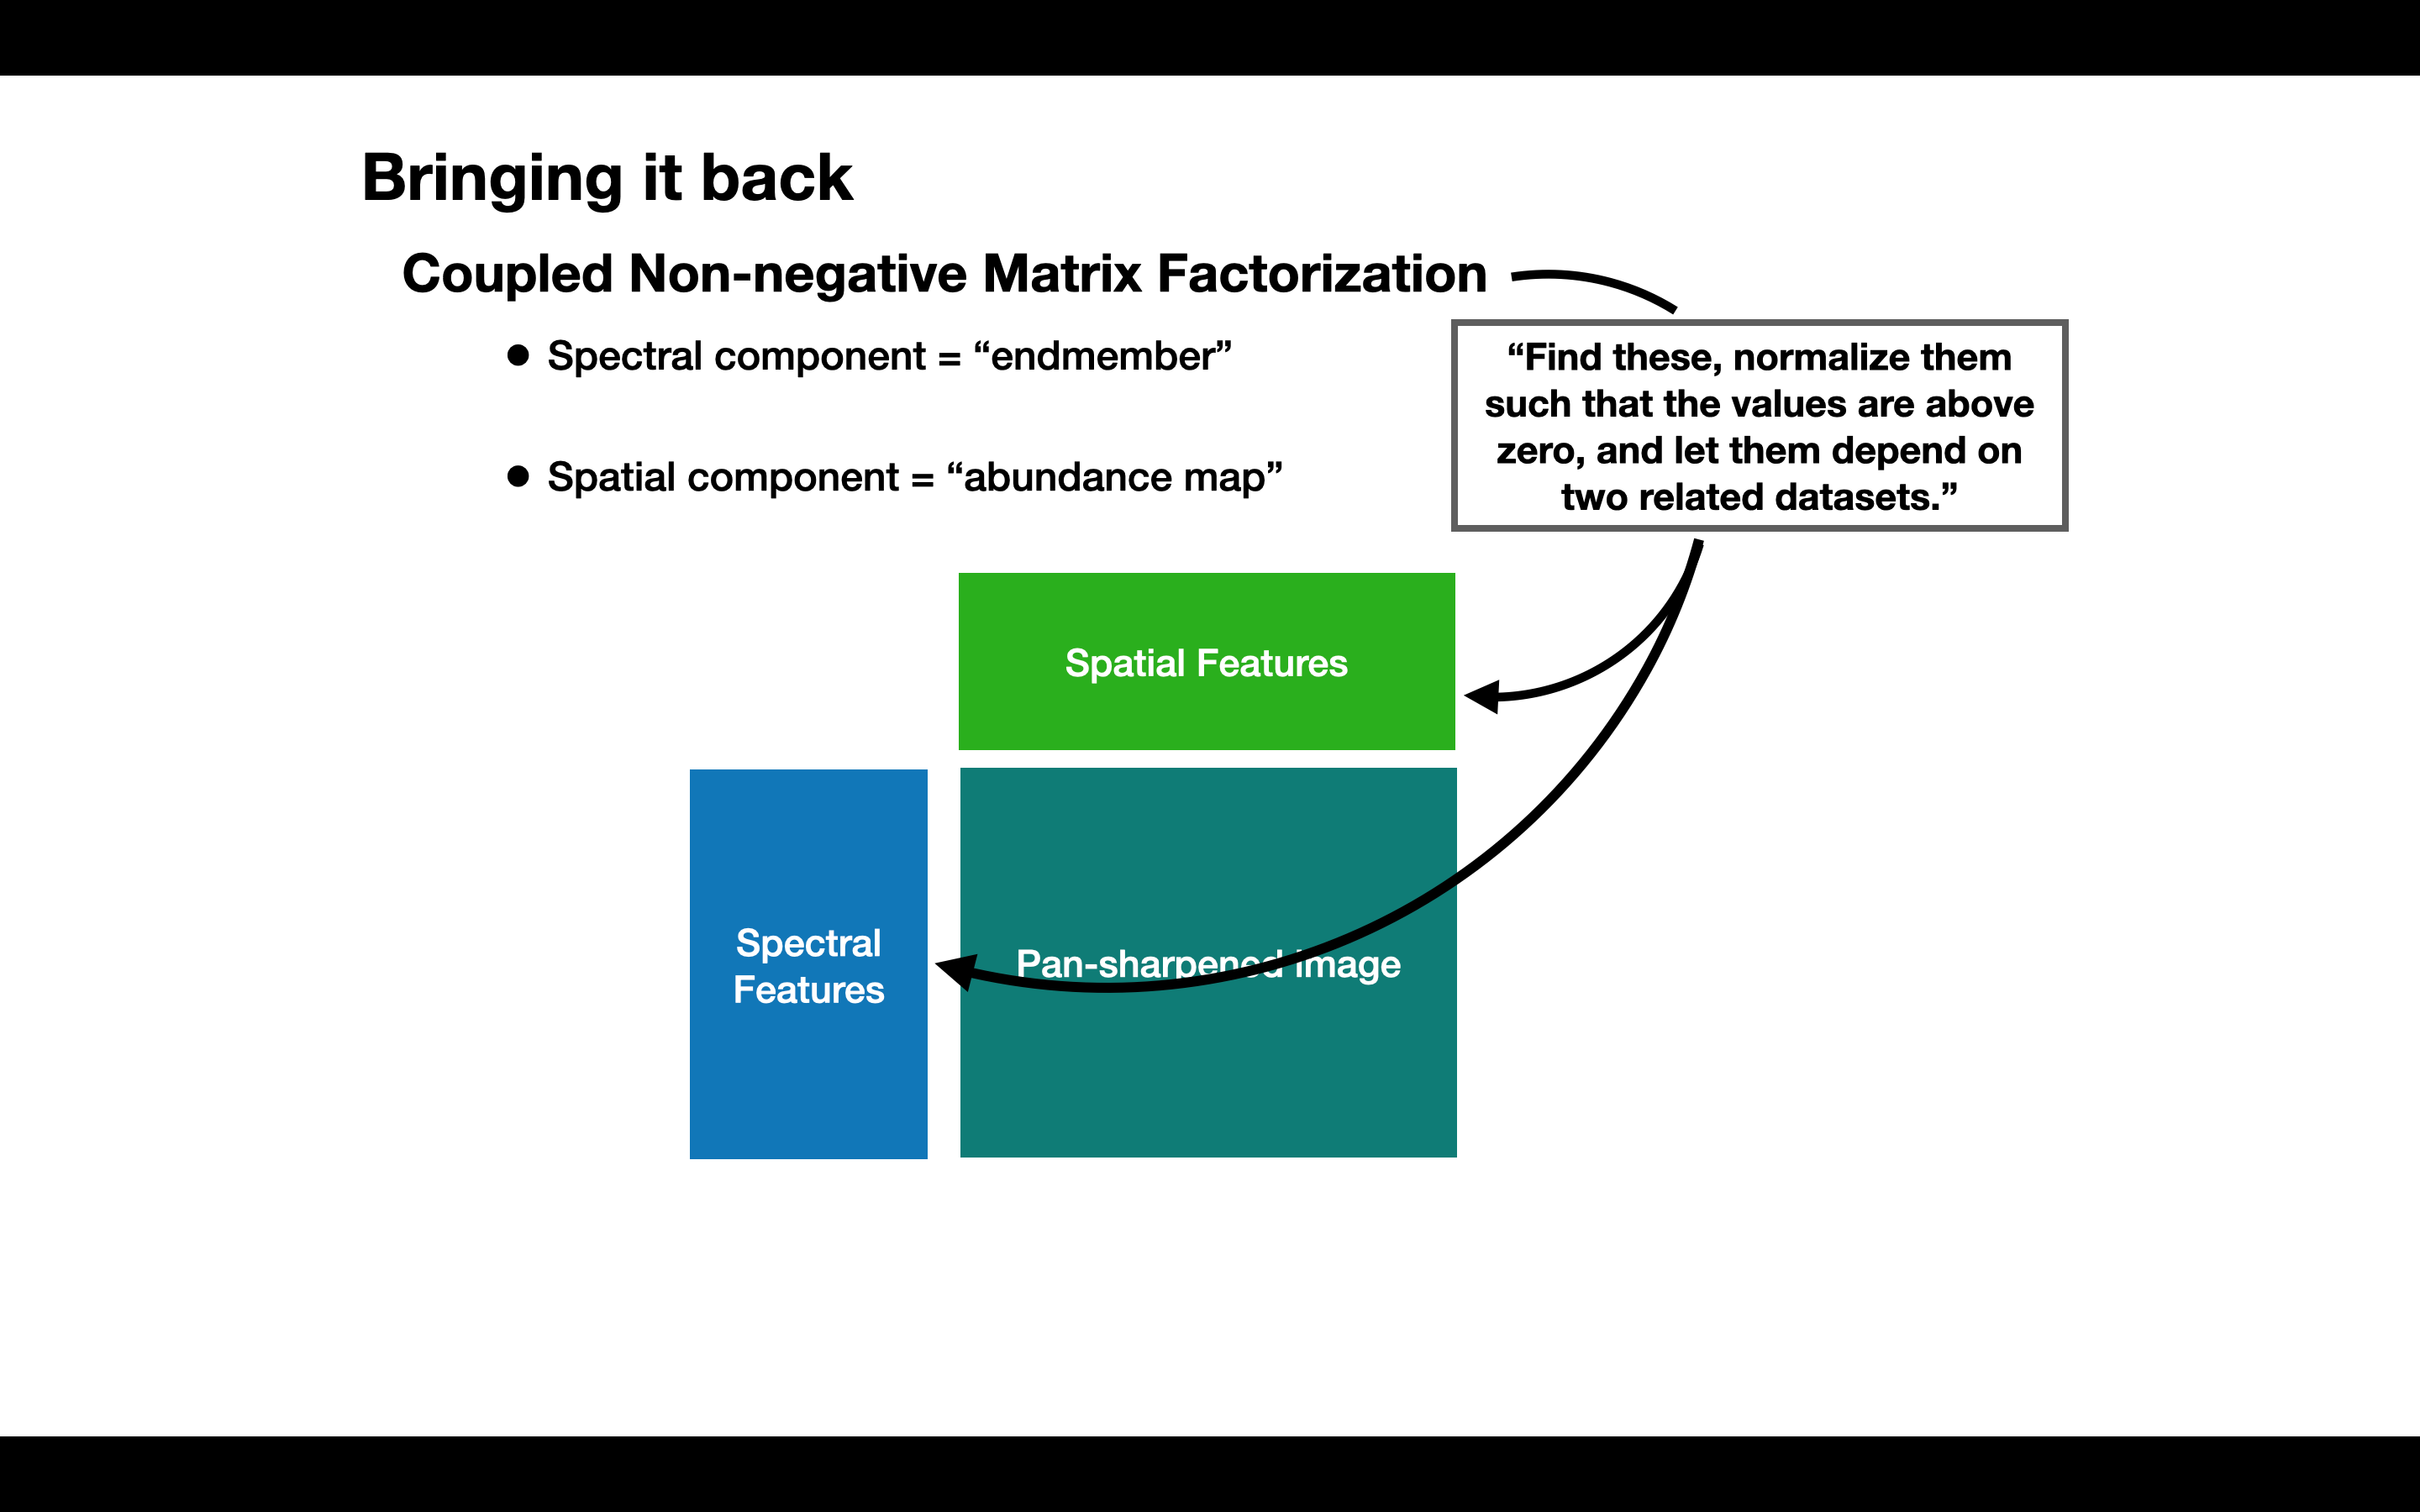 Bringing it back
Coupled Non-negative Matrix Factorization
● Spectral component = “endmember”
● Spatial component = “abundance map”
“Find these, normalize them
such that the values are above
zero, and let them depend on
two related datasets.”
Spatial Features
Spectral
Features
Pan-sharpened image